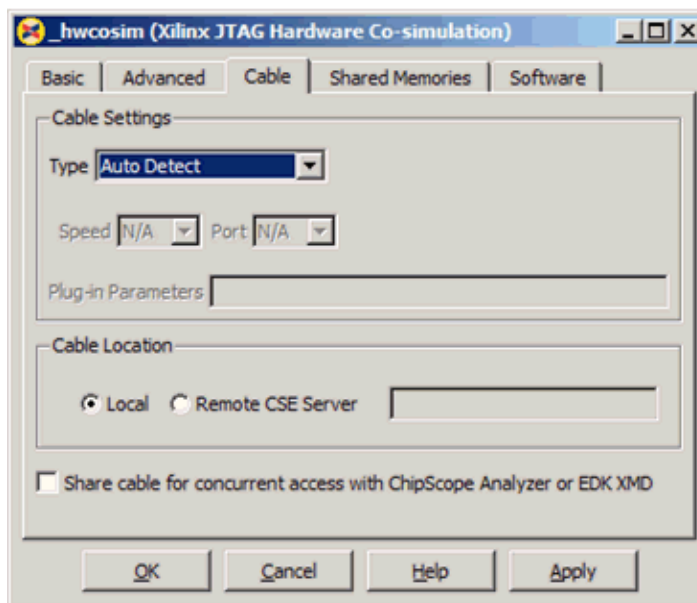 _hwcosim (Xilinx JTAG Hardware Co-simulation)
Basic Advanced Cable Shared Memories Software
Cable Settings
Type Auto Detect
Speed N/A Port N/A
Plug-in Parameters
Cable Location
Local Remote CSE Server
Share cable for concurrent access with ChipScope Analyzer or EDK XMD
OK Cancel Help Apply